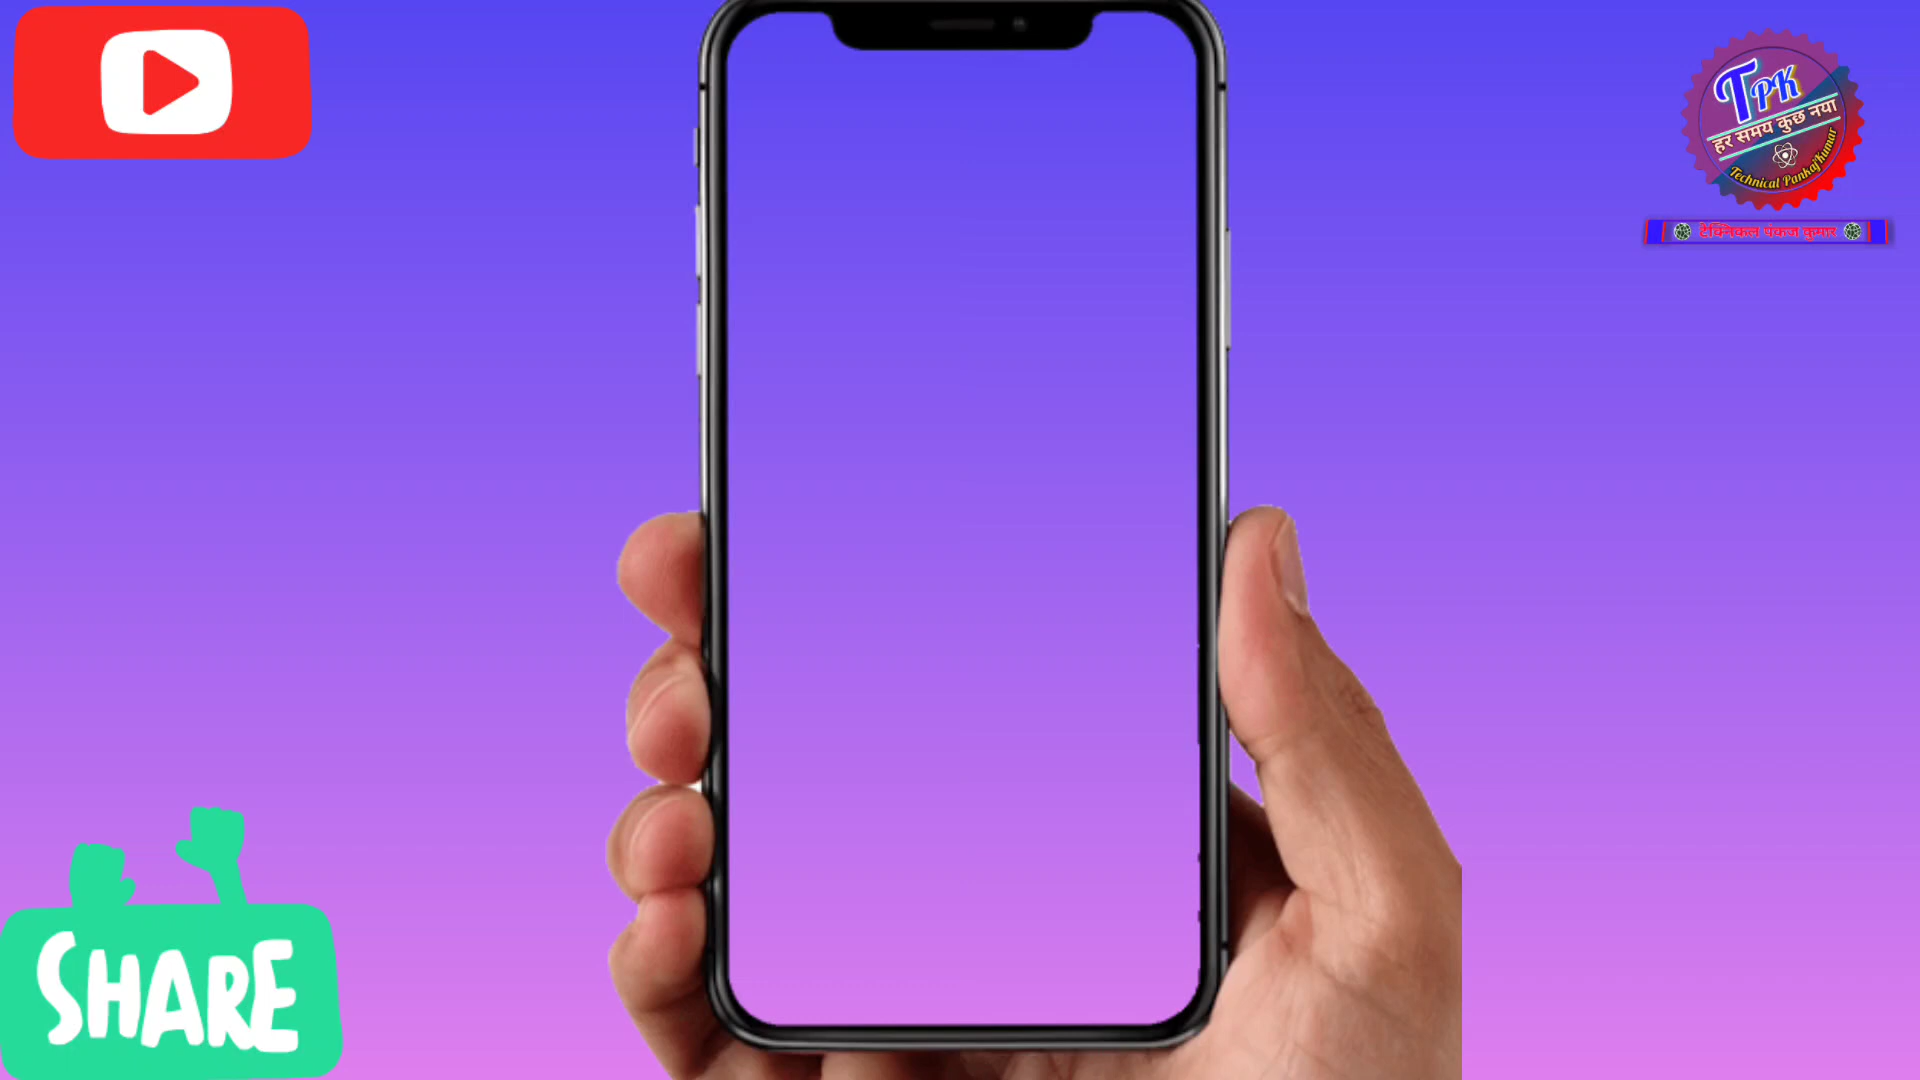 TPK
हर समय कुछ नया
Technical PankajKumar
टेक्निकल पंकज कुमार
SHARE